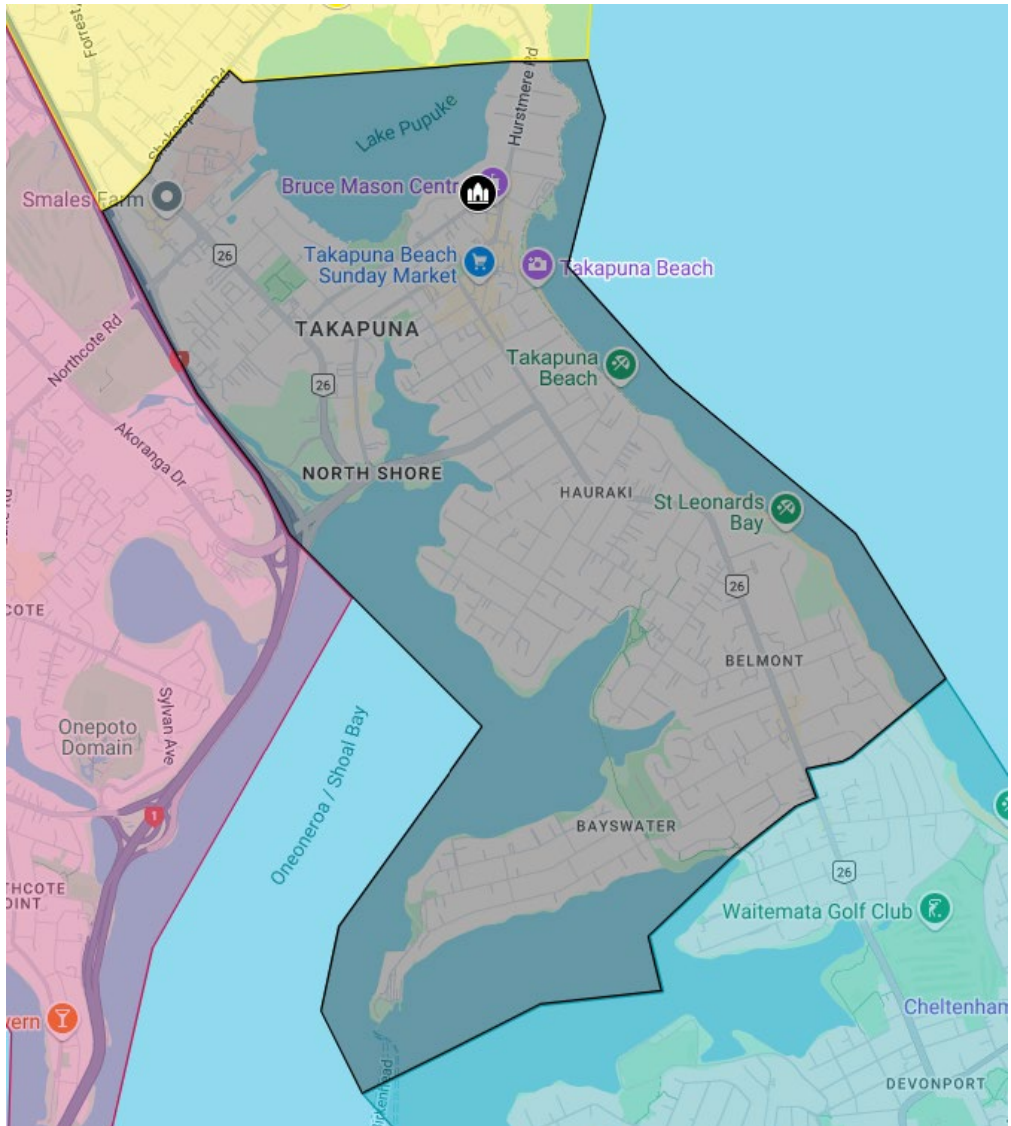 Forrest
Shakespeare Rd
Hurstmere Rd
Lake Pupuke
Bruce Mason Centr
Smales Farm
26
Takapuna Beach
Sunday Market
Takapuna Beach
TAKAPUNA
Northcote Rd
Takapuna
Beach
26
Akoranga Dr
NORTH SHORE
HAURAKI
St Leonards
Bay
26
COTE
BELMONT
Sylvan Ave
Onepoto
Domain
Oneoneroa / Shoal Bay
1
BAYSWATER
26
THCOTE
OINT
Waitemata Golf Club
Cheltenham
vern
DEVONPORT
irkenhead